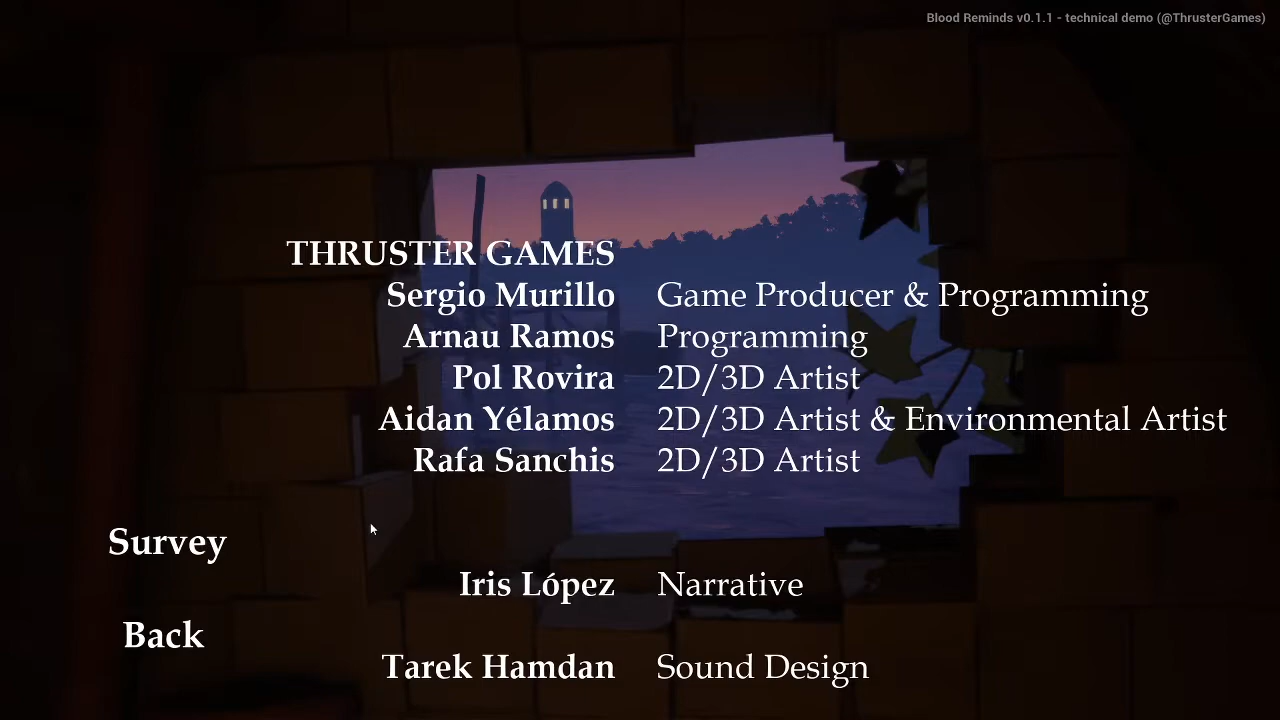 Blood Reminds v0.1.1 - technical demo (@ThrusterGames)
THRUSTER GAMES
Sergio Murillo Game Producer & Programming
Arnau Ramos Programming
Pol Rovira 2D/3D Artist
Aidan Yélamos 2D/3D Artist & Environmental Artist
Rafa Sanchis 2D/3D Artist
Survey
Iris López Narrative
Back
Tarek Hamdan Sound Design